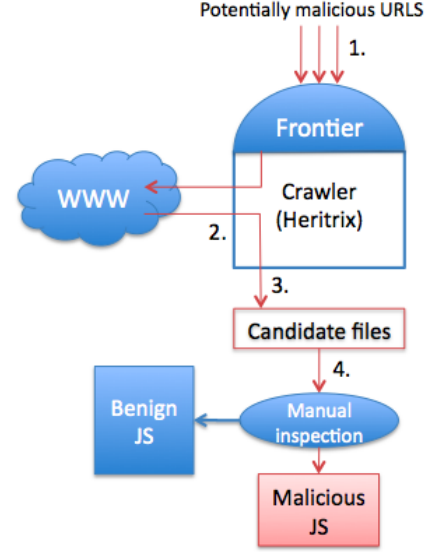 Potentially malicious URLS
1.
Frontier
WWW
Crawler
(Heritrix)
2.
3.
Candidate files
4.
Benign
JS
Manual
inspection
Malicious
JS